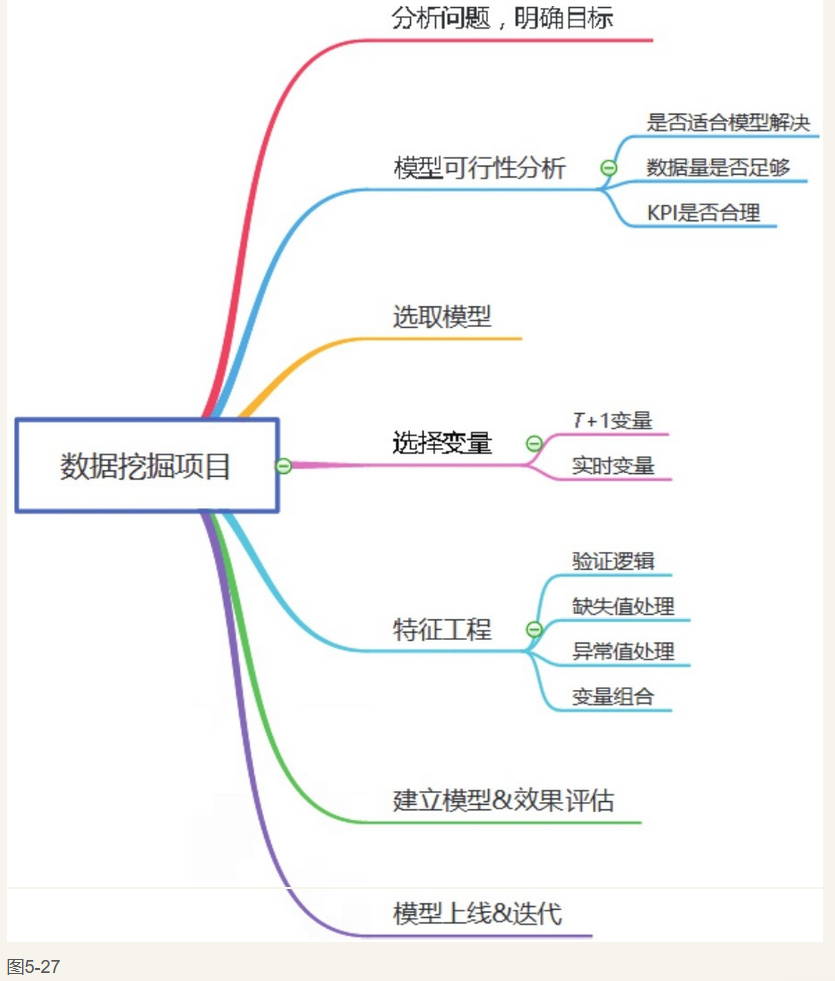 分析问题，明确目标
模型可行性分析
是否适合模型解决
数据量是否足够
KPI是否合理
选取模型
数据挖掘项目
选择变量
T+1变量
实时变量
特征工程
验证逻辑
缺失值处理
异常值处理
变量组合
建立模型&效果评估
模型上线&迭代
图5-27